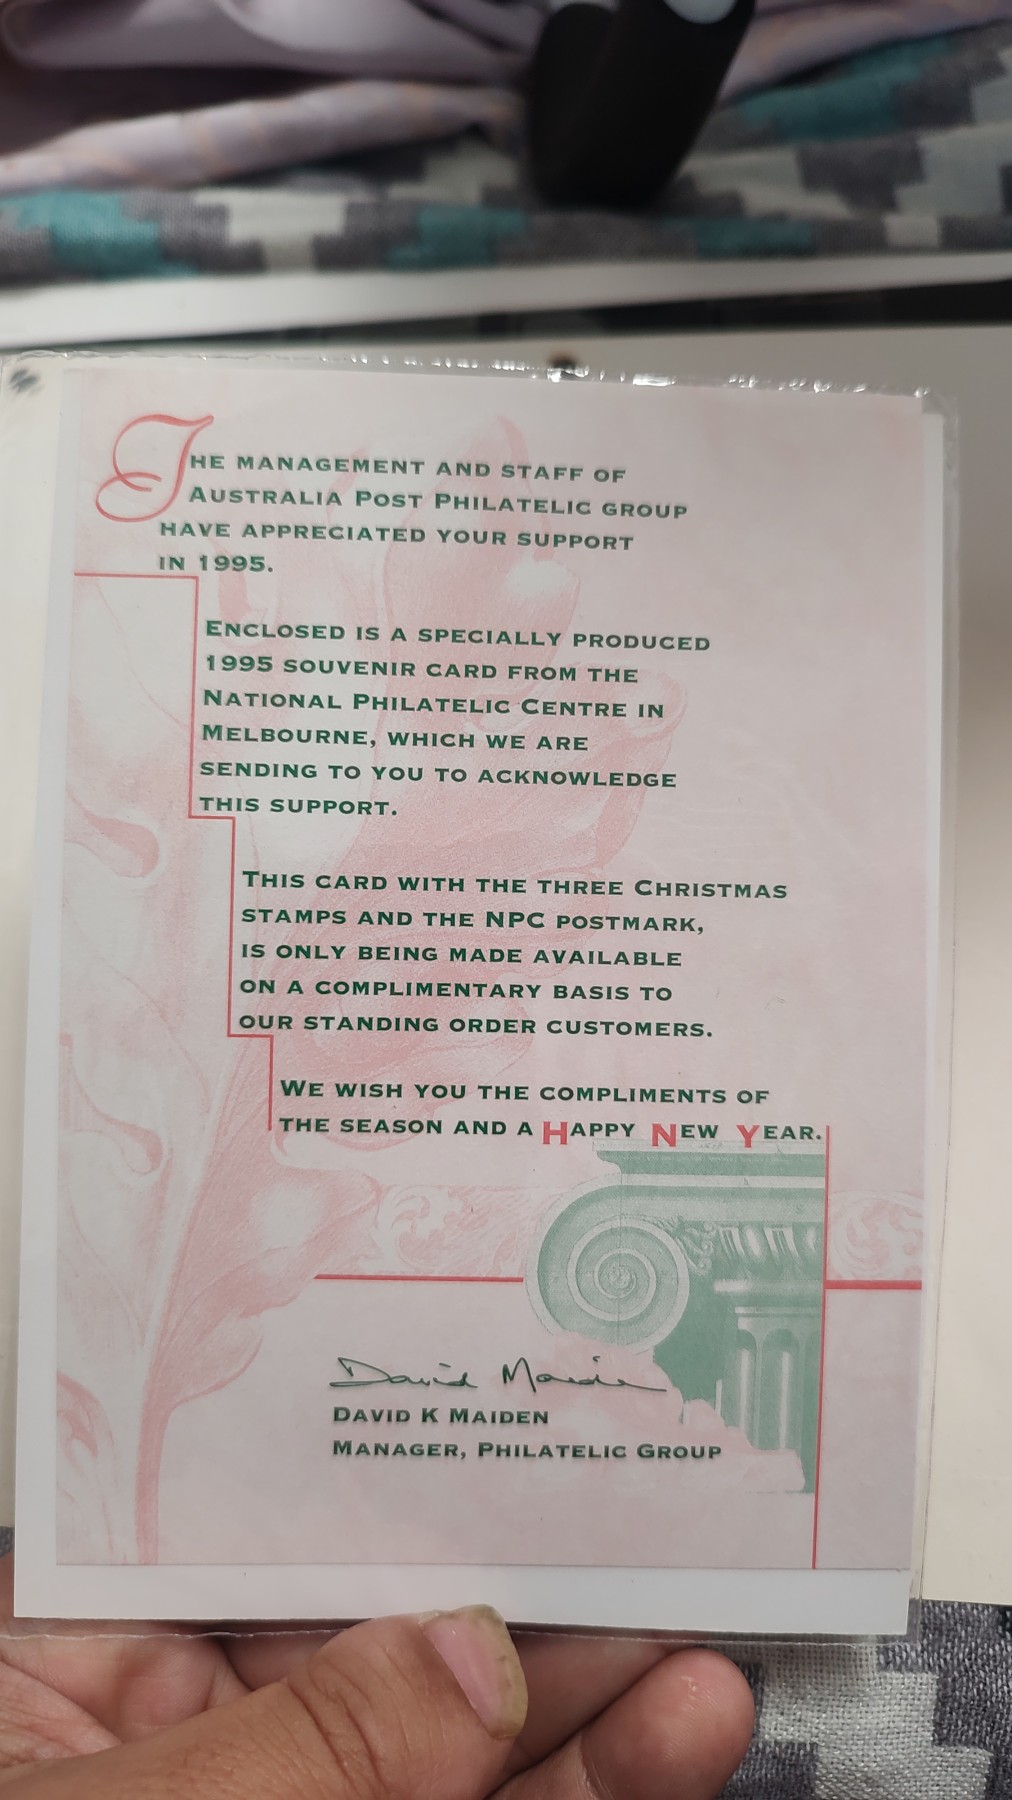 The management and staff of
Australia Post Philatelic group
have appreciated your support
in 1995.
Enclosed is a specially produced
1995 souvenir card from the
National Philatelic Centre in
Melbourne, which we are
sending to you to acknowledge
this support.
This card with the three Christmas
stamps and the NPC postmark,
is only being made available
on a complimentary basis to
our standing order customers.
We wish you the compliments of
the season and a Happy New Year.
David Maiden
David K Maiden
Manager, Philatelic Group